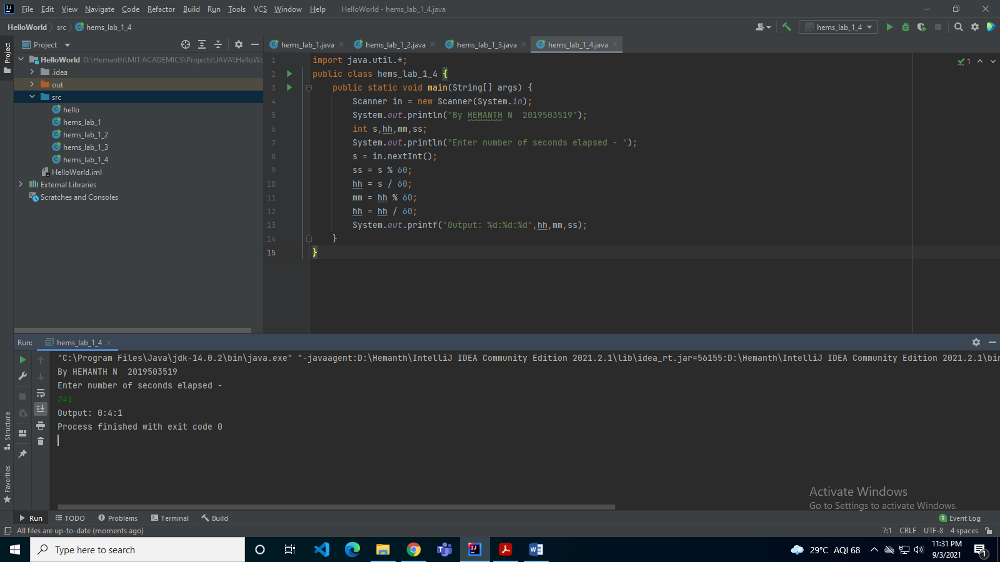 File Edit View Navigate Code Refactor Build Run Tools VCS Window Help HelloWorld - hems_lab_1_4.java
HelloWorld src hems_lab_1_4
hems_lab_1_4
Project
Project
hems_lab_1.java hems_lab_1_2.java hems_lab_1_3.java hems_lab_1_4.java
HelloWorld D:\Hemanth\MIT ACADEMICS\Projects\JAVA\HelloWo
.idea
out
src
hello
hems_lab_1
hems_lab_1_2
hems_lab_1_3
hems_lab_1_4
HelloWorld.iml
External Libraries
Scratches and Consoles
1 import java.util.*;
2 public class hems_lab_1_4 {
3 public static void main(String[] args) {
4 Scanner in = new Scanner(System.in);
5 System.out.println("By HEMANTH N  2019503519");
6 int s,hh,mm,ss;
7 System.out.println("Enter number of seconds elapsed - ");
8 s = in.nextInt();
9 ss = s % 60;
10 hh = s / 60;
11 mm = hh % 60;
12 hh = hh / 60;
13 System.out.printf("Output: %d:%d:%d",hh,mm,ss);
14 }
15 }
1
Run: hems_lab_1_4
"C:\Program Files\Java\jdk-14.0.2\bin\java.exe" "-javaagent:D:\Hemanth\IntelliJ IDEA Community Edition 2021.2.1\lib\idea_rt.jar=56155:D:\Hemanth\IntelliJ IDEA Community Edition 2021.2.1\bin
By HEMANTH N  2019503519
Enter number of seconds elapsed -
241
Output: 0:4:1
Process finished with exit code 0
Structure
Favorites
Activate Windows
Go to Settings to activate Windows.
Run TODO Problems Terminal Build
1 Event Log
All files are up-to-date (moments ago)
7:1 CRLF UTF-8 4 spaces
Type here to search
29°C AQI 68
11:31 PM
9/3/2021
1